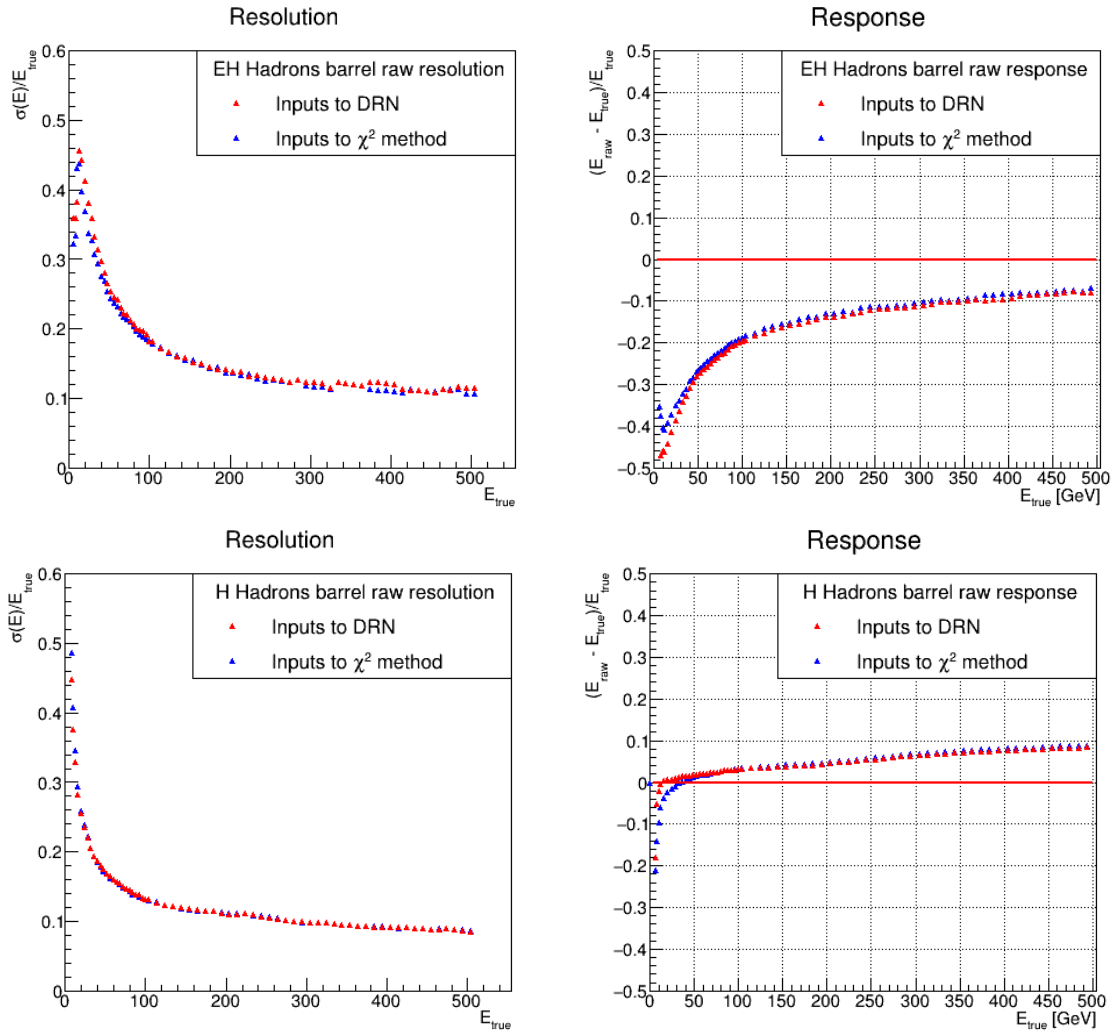 Resolution
σ(E)/E_true
0.6
0.5
0.4
0.3
0.2
0.1
0
EH Hadrons barrel raw resolution
Inputs to DRN
Inputs to χ² method
0 100 200 300 400 500
E_true
Response
(E_raw - E_true)/E_true
0.5
0.4
0.3
0.2
0.1
0
−0.1
−0.2
−0.3
−0.4
−0.5
EH Hadrons barrel raw response
Inputs to DRN
Inputs to χ² method
0 50 100 150 200 250 300 350 400 450 500
E_true [GeV]
Resolution
σ(E)/E_true
0.6
0.5
0.4
0.3
0.2
0.1
0
H Hadrons barrel raw resolution
Inputs to DRN
Inputs to χ² method
0 100 200 300 400 500
E_true
Response
(E_raw - E_true)/E_true
0.5
0.4
0.3
0.2
0.1
0
−0.1
−0.2
−0.3
−0.4
−0.5
H Hadrons barrel raw response
Inputs to DRN
Inputs to χ² method
0 50 100 150 200 250 300 350 400 450 500
E_true [GeV]